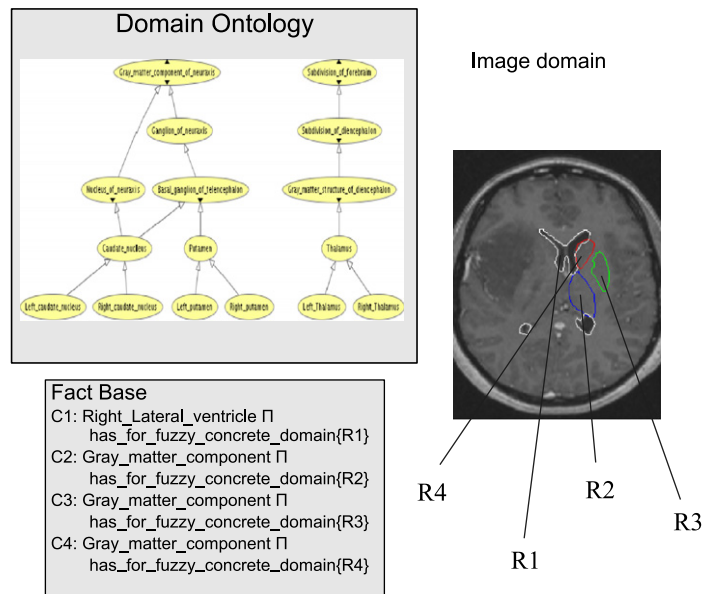 Domain Ontology
Gray_matter_component_of_neuraxis
Subdivision_of_forebrain
Ganglion_of_neuraxis
Subdivision_of_diencephalon
Nucleus_of_neuraxis
Basal_ganglion_of_telencephalon
Gray_matter_structure_of_diencephalon
Caudate_nucleus
Putamen
Thalamus
Left_caudate_nucleus
Right_caudate_nucleus
Left_putamen
Right_putamen
Left_Thalamus
Right_Thalamus
Image domain
R4
R2
R3
R1
Fact Base
C1: Right_Lateral_ventricle Π
has_for_fuzzy_concrete_domain{R1}
C2: Gray_matter_component Π
has_for_fuzzy_concrete_domain{R2}
C3: Gray_matter_component Π
has_for_fuzzy_concrete_domain{R3}
C4: Gray_matter_component Π
has_for_fuzzy_concrete_domain{R4}